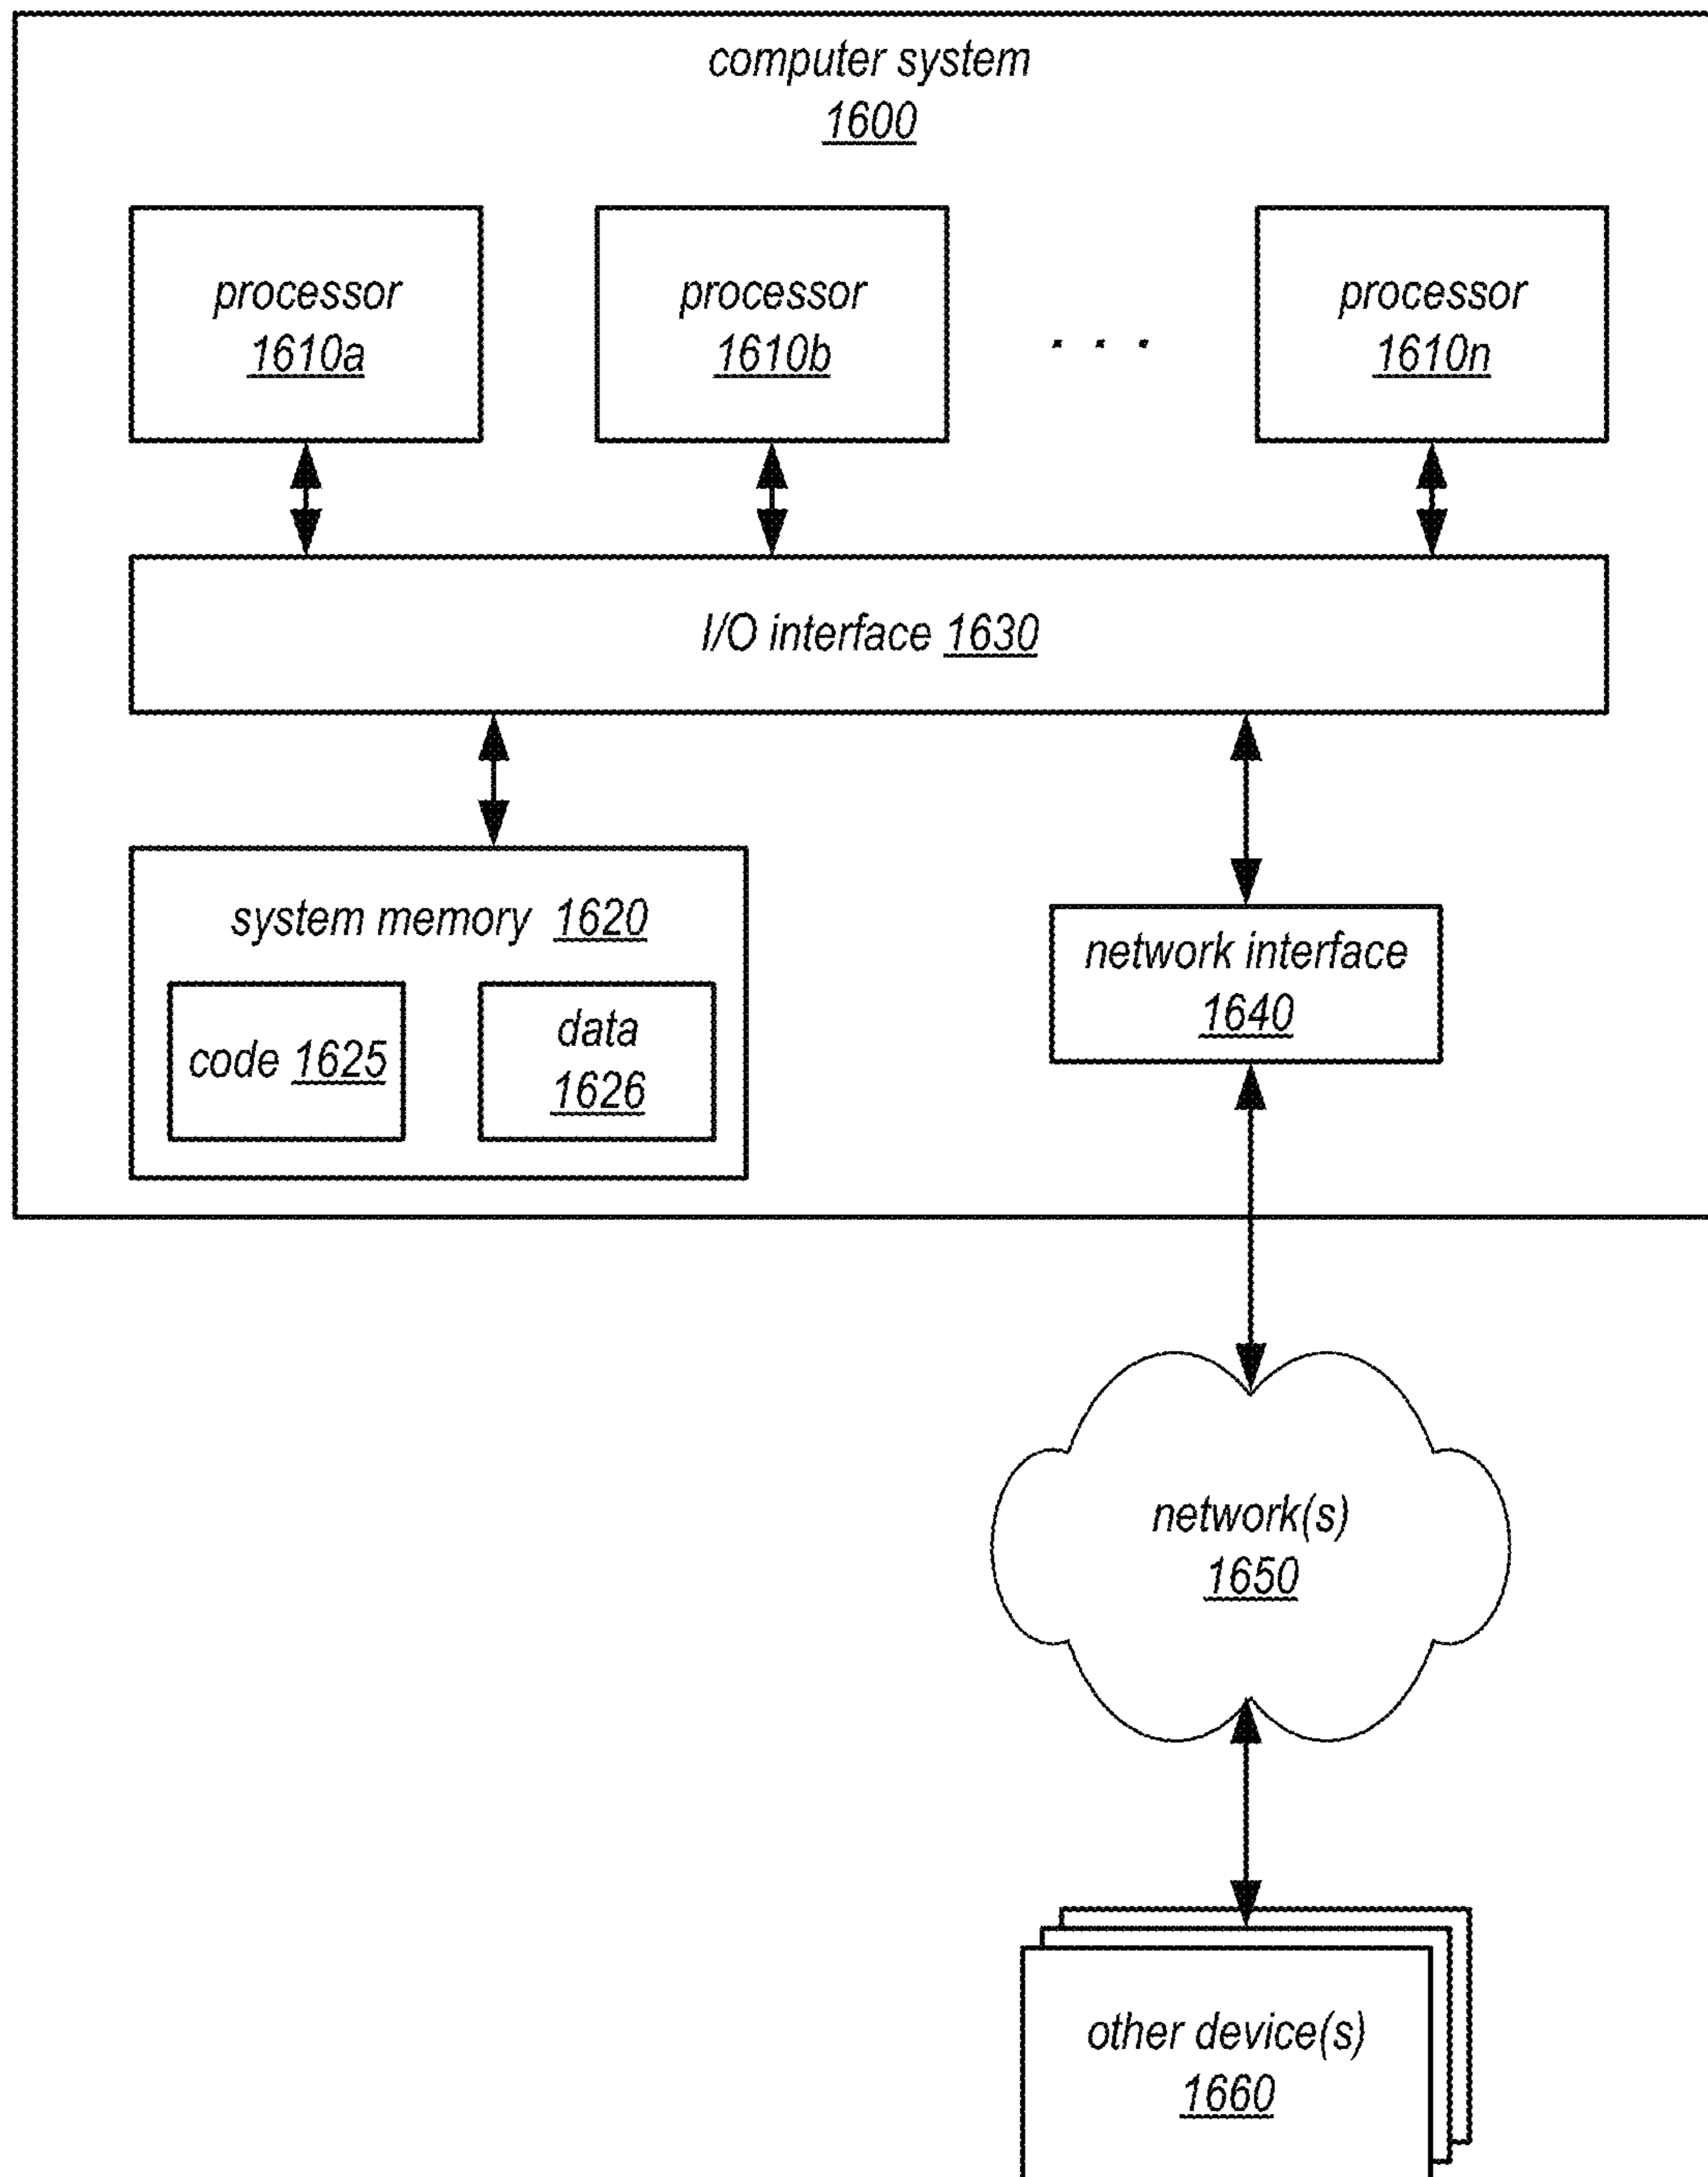 computer system
1600
processor
1610a
processor
1610b
. . .
processor
1610n
I/O interface 1630
system memory 1620
code 1625
data
1626
network interface
1640
network(s)
1650
other device(s)
1660